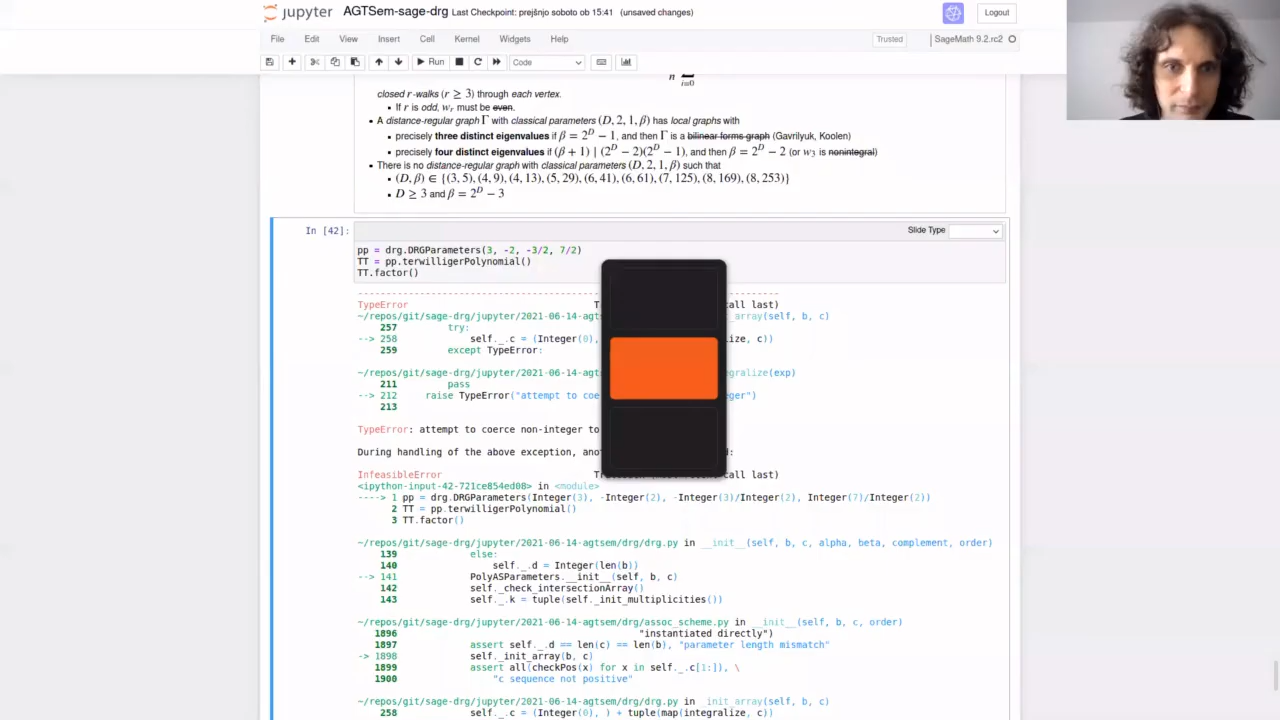 jupyter AGTSem-sage-drg Last Checkpoint: prejšnjo soboto ob 15:41 (unsaved changes) Logout
File Edit View Insert Cell Kernel Widgets Help Trusted SageMath 9.2.rc2
Run Code
n i=0
closed r-walks (r ≥ 3) through each vertex.
• If r is odd, w_r must be even.
• A distance-regular graph Γ with classical parameters (D, 2, 1, β) has local graphs with
• precisely three distinct eigenvalues if β = 2^D − 1, and then Γ is a bilinear forms graph (Gavrilyuk, Koolen)
• precisely four distinct eigenvalues if (β + 1) | (2^D − 2)(2^D − 1), and then β = 2^D − 2 (or w_3 is nonintegral)
• There is no distance-regular graph with classical parameters (D, 2, 1, β) such that
• (D, β) ∈ {(3, 5), (4, 9), (4, 13), (5, 29), (6, 41), (6, 61), (7, 125), (8, 169), (8, 253)}
• D ≥ 3 and β = 2^D − 3
Slide Type
In [42]:
pp = drg.DRGParameters(3, -2, -3/2, 7/2)
TT = pp.terwilligerPolynomial()
TT.factor()
---------------------------------------------------------------------------
TypeError T call last)
~/repos/git/sage-drg/jupyter/2021-06-14-agt _array(self, b, c)
257 try:
--> 258 self._.c = (Integer(0), ize, c))
259 except TypeError:
~/repos/git/sage-drg/jupyter/2021-06-14-agt egralize(exp)
211 pass
--> 212 raise TypeError("attempt to coe ger")
213
TypeError: attempt to coerce non-integer to
During handling of the above exception, ano d:
InfeasibleError T call last)
<ipython-input-42-721ce854ed08> in <module>
----> 1 pp = drg.DRGParameters(Integer(3), -Integer(2), -Integer(3)/Integer(2), Integer(7)/Integer(2))
2 TT = pp.terwilligerPolynomial()
3 TT.factor()
~/repos/git/sage-drg/jupyter/2021-06-14-agtsem/drg/drg.py in __init__(self, b, c, alpha, beta, complement, order)
139 else:
140 self._.d = Integer(len(b))
--> 141 PolyASParameters.__init__(self, b, c)
142 self._check_intersectionArray()
143 self._.k = tuple(self._init_multiplicities())
~/repos/git/sage-drg/jupyter/2021-06-14-agtsem/drg/assoc_scheme.py in __init__(self, b, c, order)
1896 "instantiated directly")
1897 assert self._.d == len(c) == len(b), "parameter length mismatch"
-> 1898 self._init_array(b, c)
1899 assert all(checkPos(x) for x in self._.c[1:]), \
1900 "c sequence not positive"
~/repos/git/sage-drg/jupyter/2021-06-14-agtsem/drg/drg.py in _init_array(self, b, c)
258 self._.c = (Integer(0), ) + tuple(map(integralize, c))